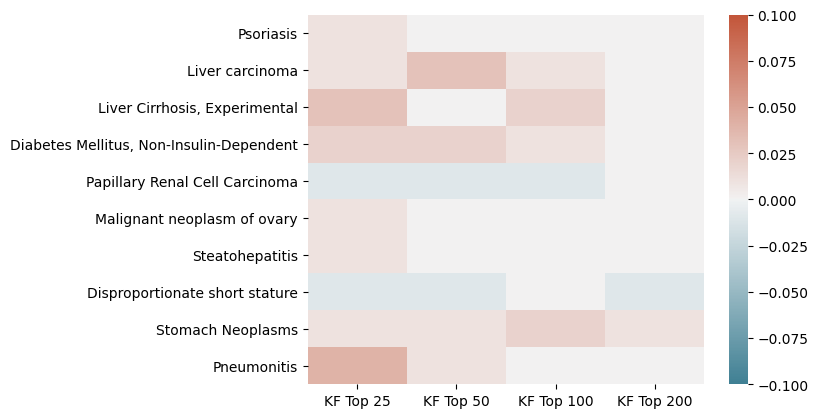 Psoriasis
Liver carcinoma
Liver Cirrhosis, Experimental
Diabetes Mellitus, Non-Insulin-Dependent
Papillary Renal Cell Carcinoma
Malignant neoplasm of ovary
Steatohepatitis
Disproportionate short stature
Stomach Neoplasms
Pneumonitis
KF Top 25 KF Top 50 KF Top 100 KF Top 200
0.100
0.075
0.050
0.025
0.000
−0.025
−0.050
−0.075
−0.100